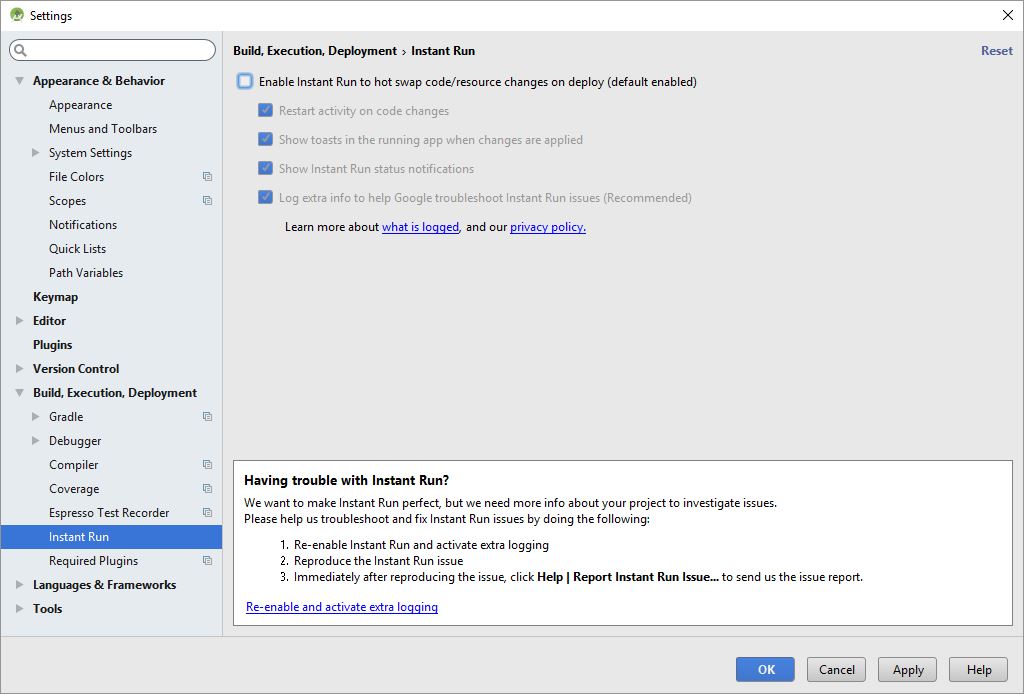 Settings
Build, Execution, Deployment › Instant Run
Reset
Appearance & Behavior
Appearance
Menus and Toolbars
System Settings
File Colors
Scopes
Notifications
Quick Lists
Path Variables
Keymap
Editor
Plugins
Version Control
Build, Execution, Deployment
Gradle
Debugger
Compiler
Coverage
Espresso Test Recorder
Instant Run
Required Plugins
Languages & Frameworks
Tools
Enable Instant Run to hot swap code/resource changes on deploy (default enabled)
Restart activity on code changes
Show toasts in the running app when changes are applied
Show Instant Run status notifications
Log extra info to help Google troubleshoot Instant Run issues (Recommended)
Learn more about what is logged, and our privacy policy.
Having trouble with Instant Run?
We want to make Instant Run perfect, but we need more info about your project to investigate issues.
Please help us troubleshoot and fix Instant Run issues by doing the following:
1. Re-enable Instant Run and activate extra logging
2. Reproduce the Instant Run issue
3. Immediately after reproducing the issue, click Help | Report Instant Run Issue... to send us the issue report.
Re-enable and activate extra logging
OK
Cancel
Apply
Help